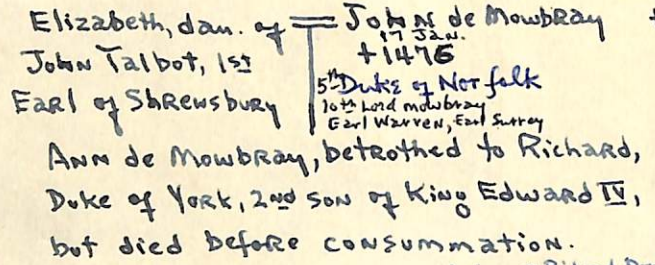 Elizabeth, dau. of = John de Mowbray
17 Jan.
John Talbot, 1st +1476
5th Duke of Norfolk
Earl of Shrewsbury 10th Lord Mowbray
Earl Warren, Earl Surrey
Ann de Mowbray, betrothed to Richard,
Duke of York, 2nd son of King Edward IV,
but died before consummation.